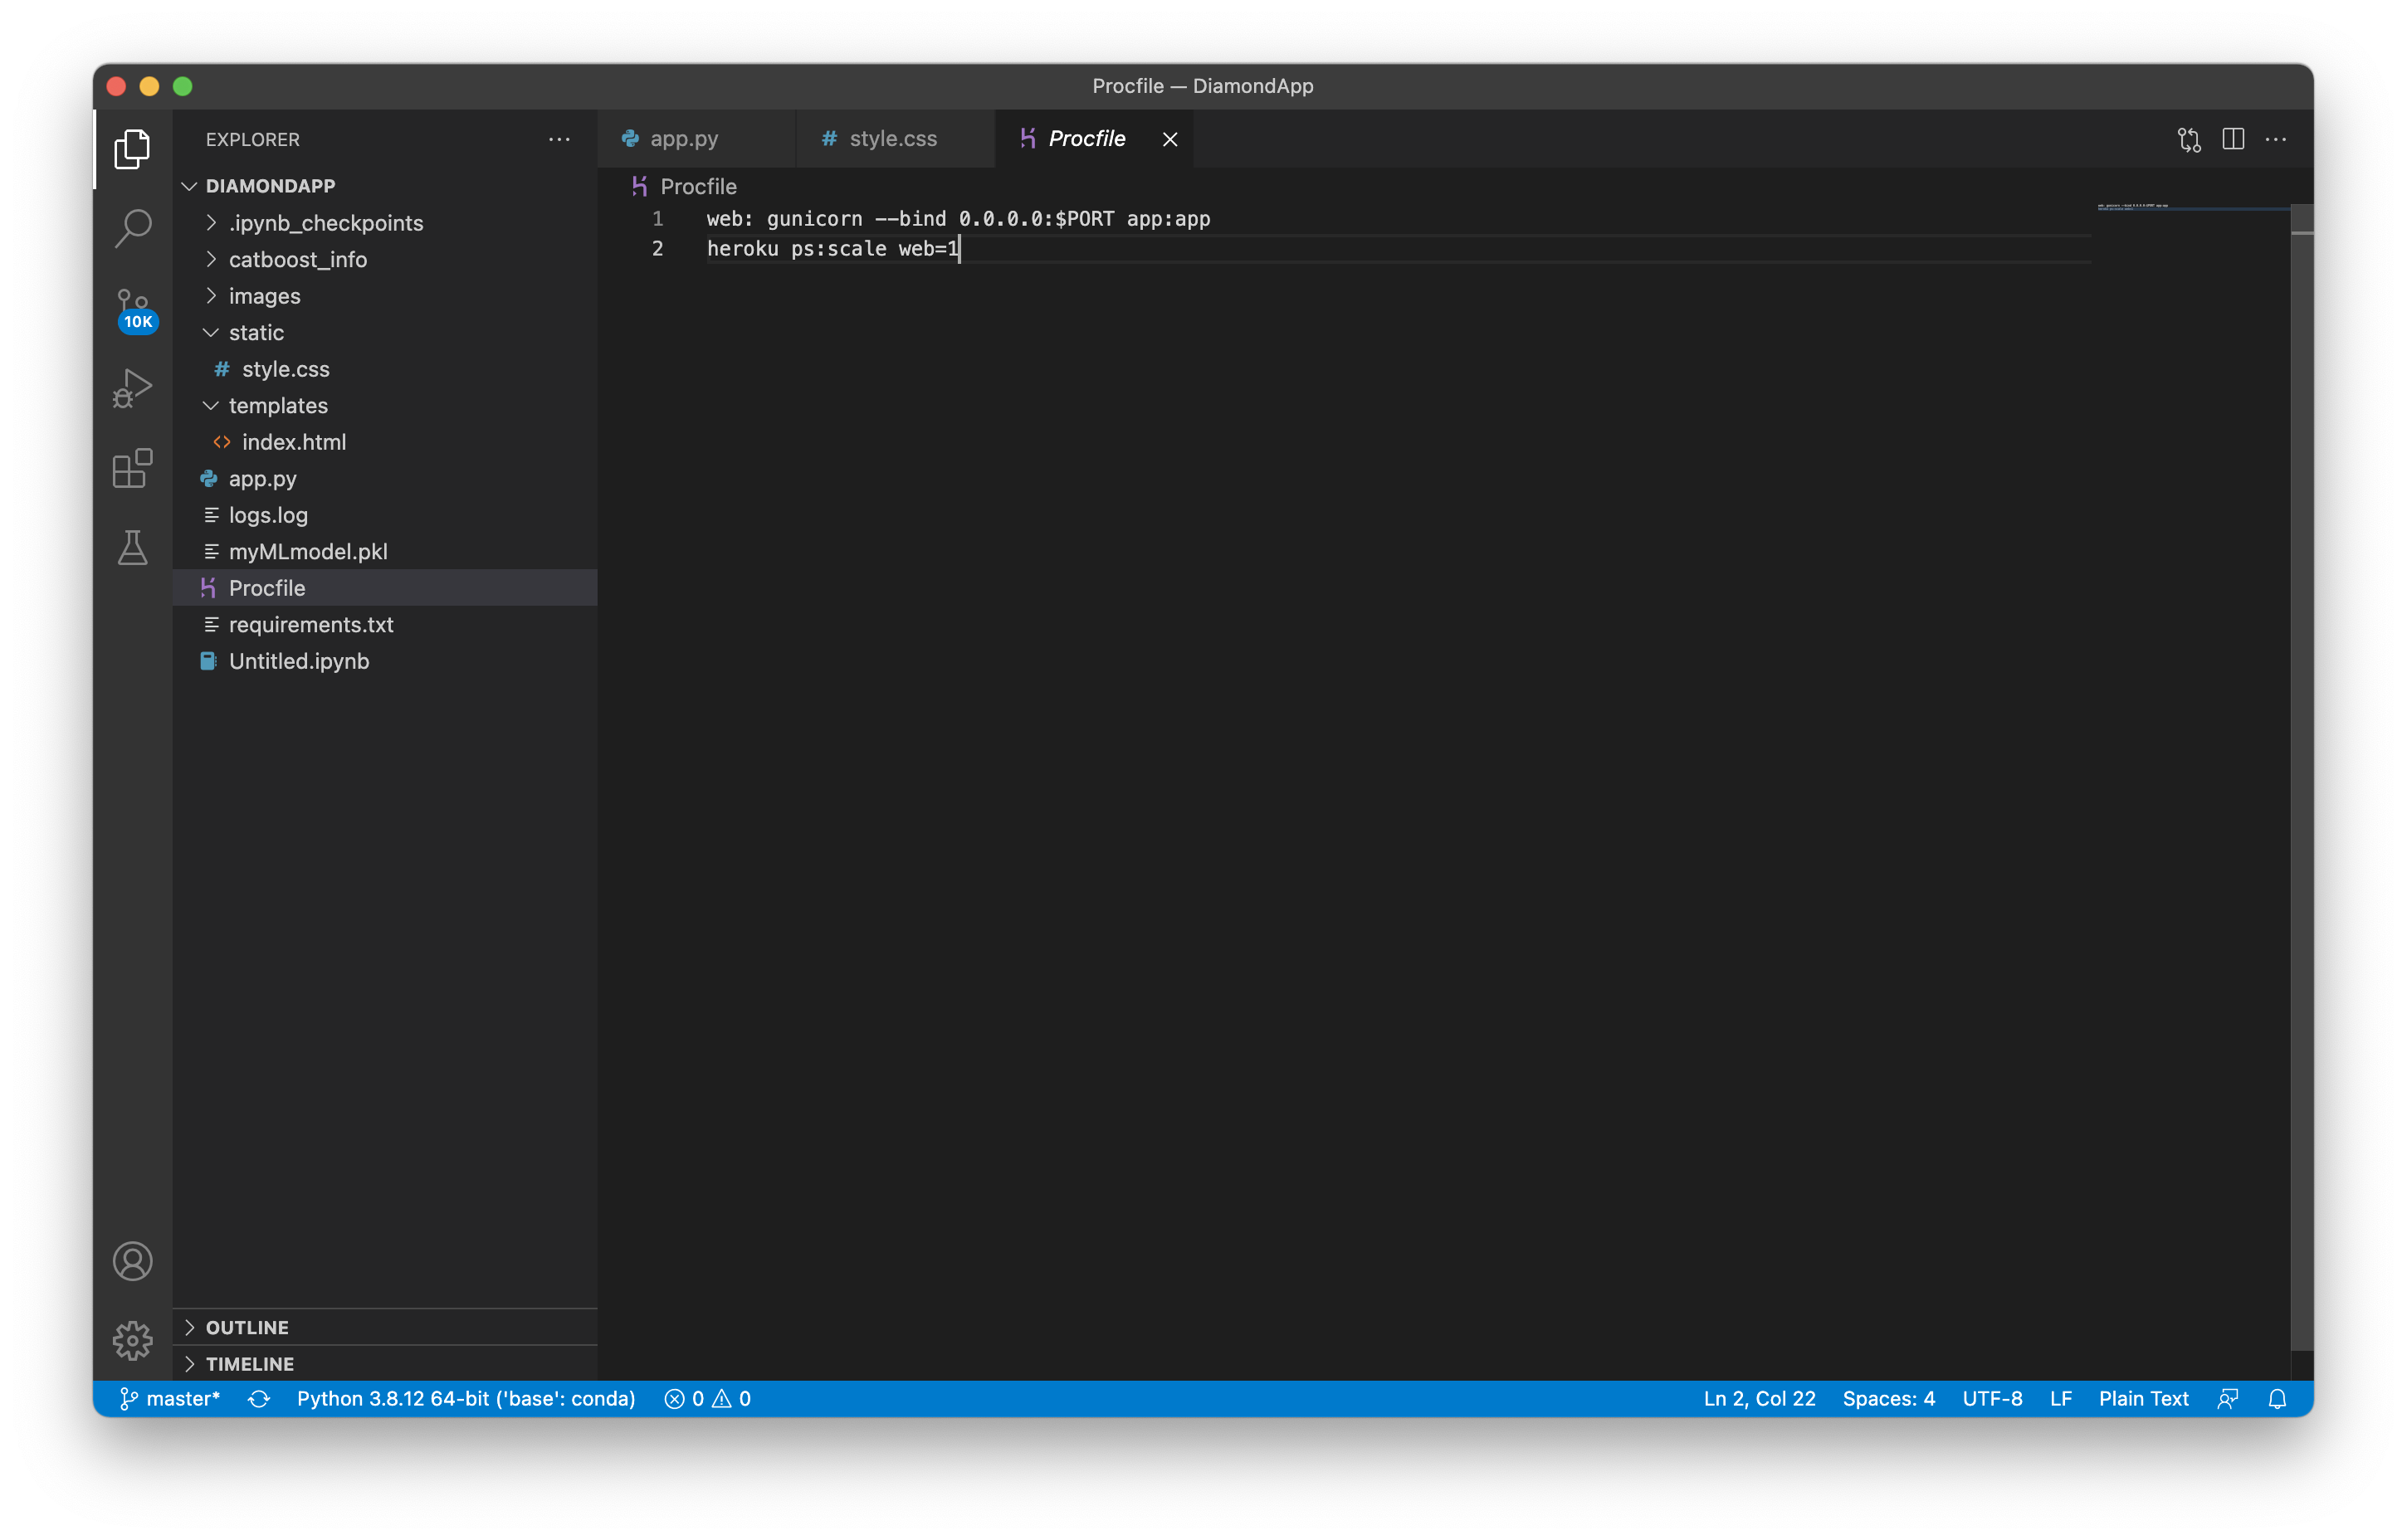 Procfile — DiamondApp
EXPLORER
DIAMONDAPP
.ipynb_checkpoints
catboost_info
images
static
# style.css
templates
<> index.html
app.py
logs.log
myMLmodel.pkl
Procfile
requirements.txt
Untitled.ipynb
OUTLINE
TIMELINE
10K
app.py
# style.css
Procfile
Procfile
1 web: gunicorn --bind 0.0.0.0:$PORT app:app
2 heroku ps:scale web=1
master* Python 3.8.12 64-bit ('base': conda) 0 0 Ln 2, Col 22 Spaces: 4 UTF-8 LF Plain Text